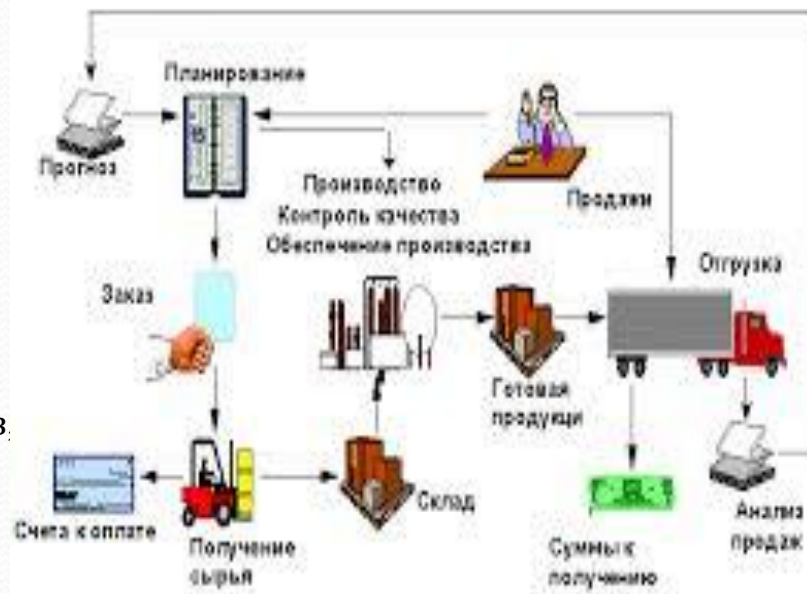 Планирование
Прогноз
Производство
Контроль качества
Обеспечение производства
Продажи
Отгрузка
Заказ
Готовая
продукци
в,
Склад
Счета к оплате
Получение
сырья
Суммы к
получению
Анализ
продаж